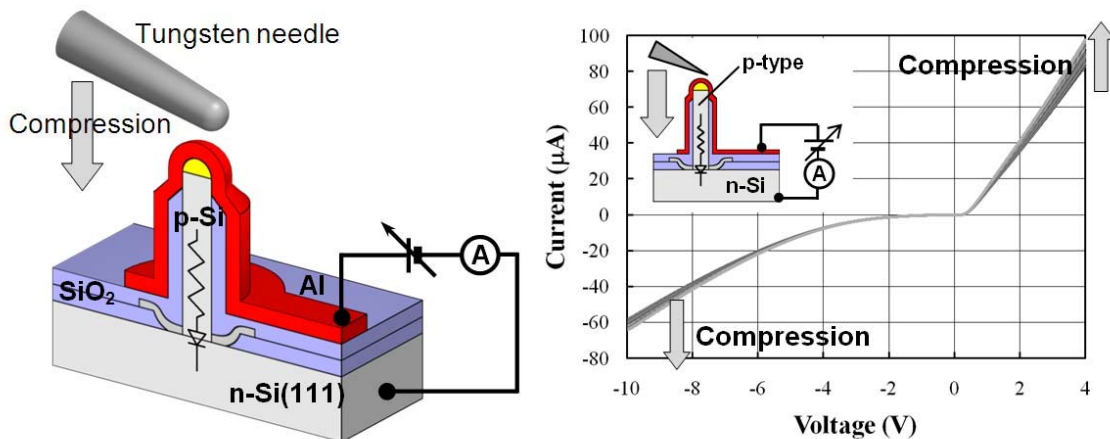 Tungsten needle
Compression
p-Si
Al
SiO2
n-Si(111)
A
100
80
60
40
20
0
-20
-40
-60
-80
-10
-8
-6
-4
-2
0
2
4
Current (μA)
Voltage (V)
Compression
p-type
n-Si
A
Compression